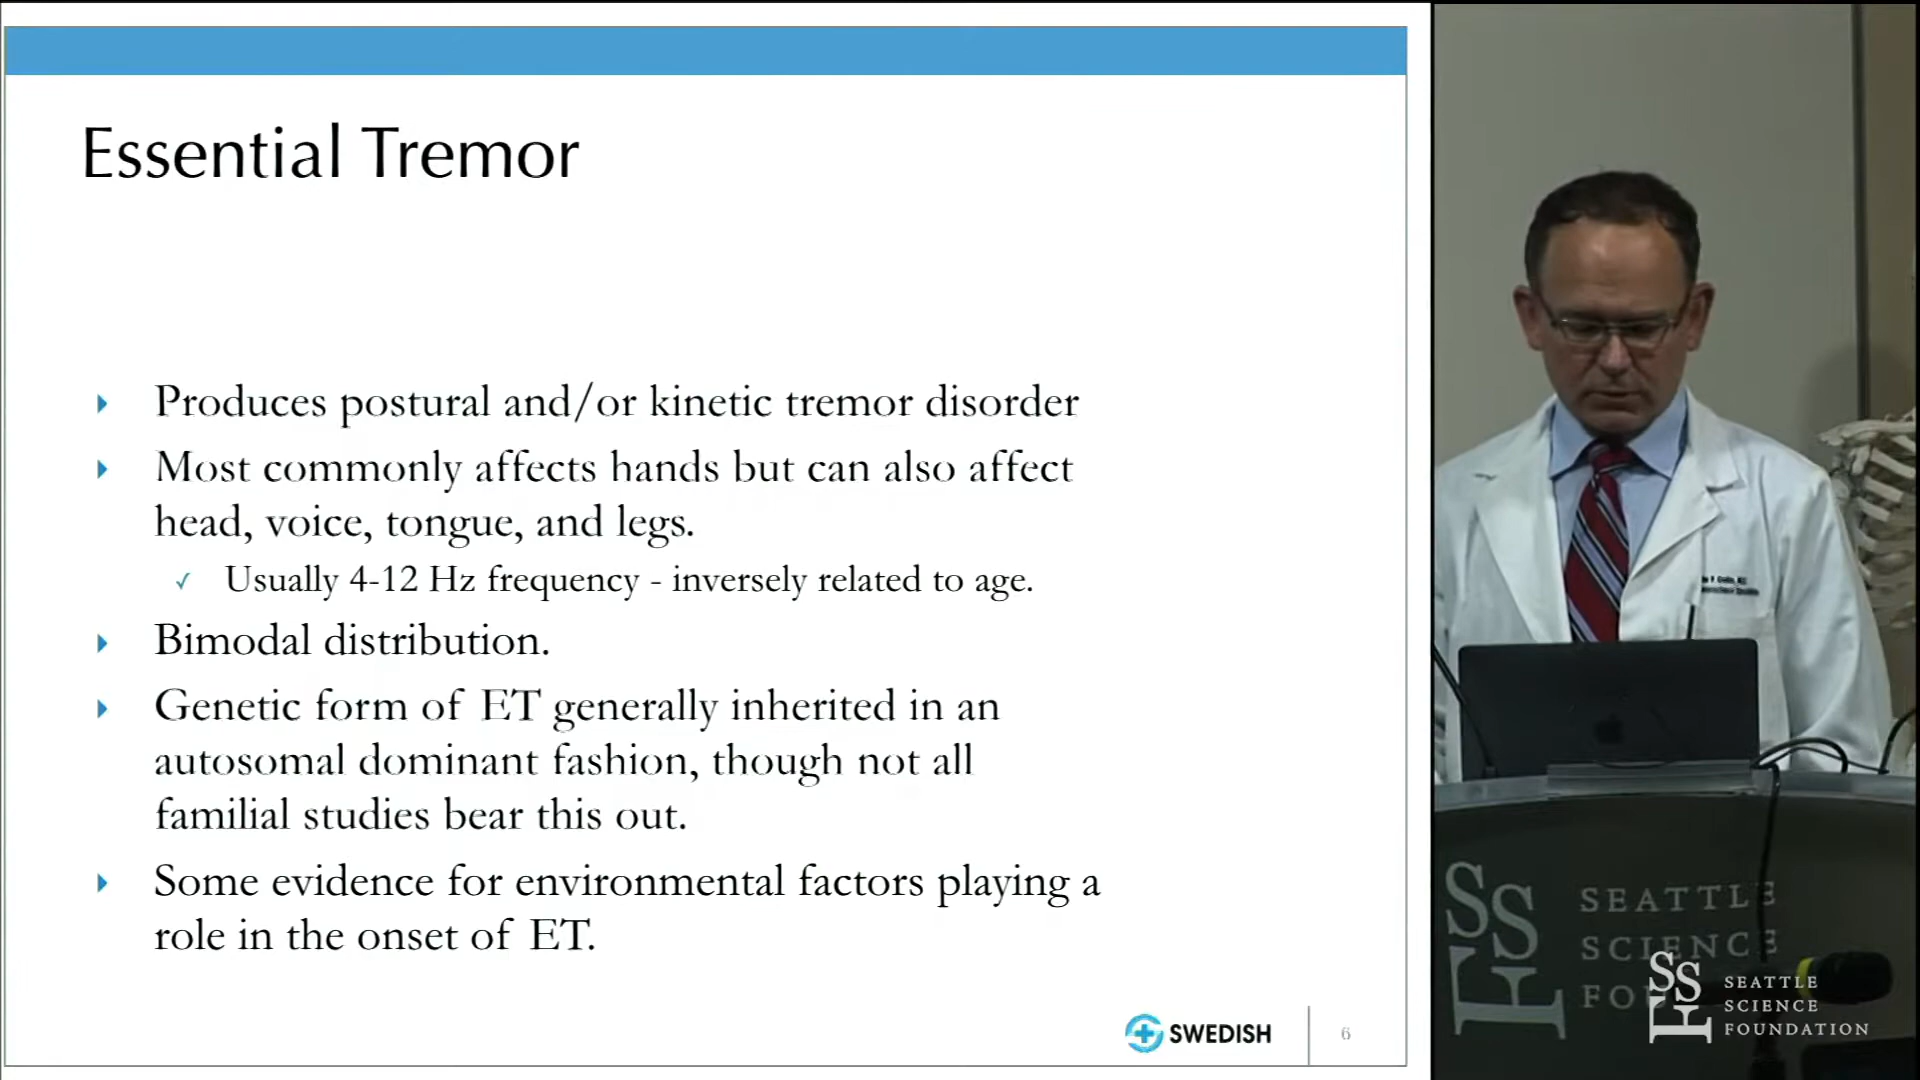 Essential Tremor
Produces postural and/or kinetic tremor disorder
Most commonly affects hands but can also affect
head, voice, tongue, and legs.
✓ Usually 4-12 Hz frequency - inversely related to age.
Bimodal distribution.
Genetic form of ET generally inherited in an
autosomal dominant fashion, though not all
familial studies bear this out.
Some evidence for environmental factors playing a
role in the onset of ET.
SWEDISH
6
SSF
SEATTLE
SCIENCE
SSF
SEATTLE
SCIENCE
FOUNDATION